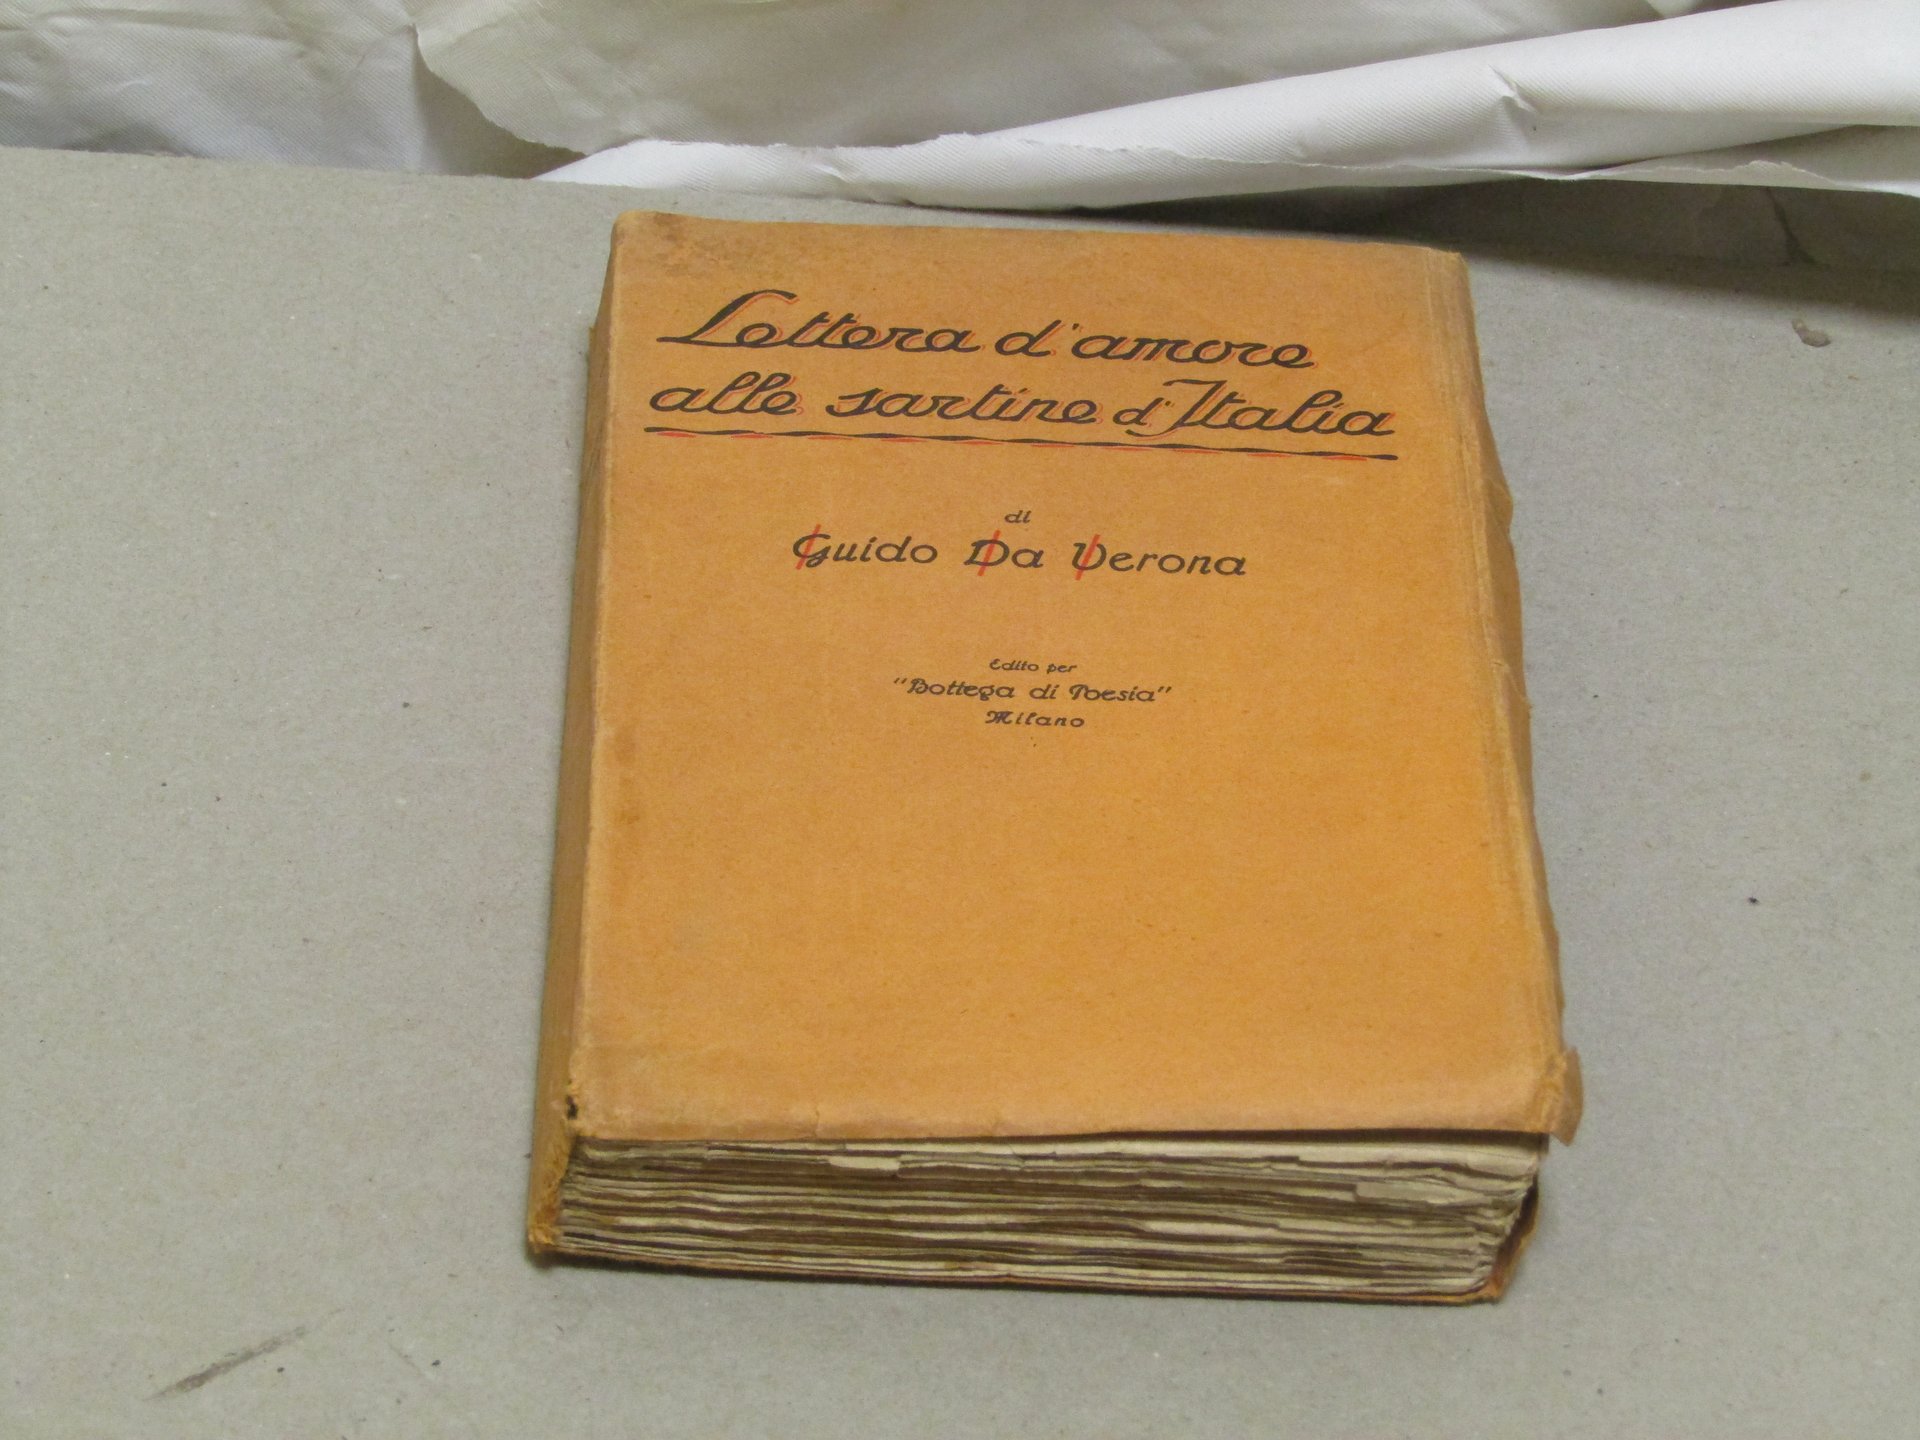 Lettera d'amore
alle sartine d'Italia
di
Guido Da Verona
Edito per
"Bottega di Poesia"
Milano